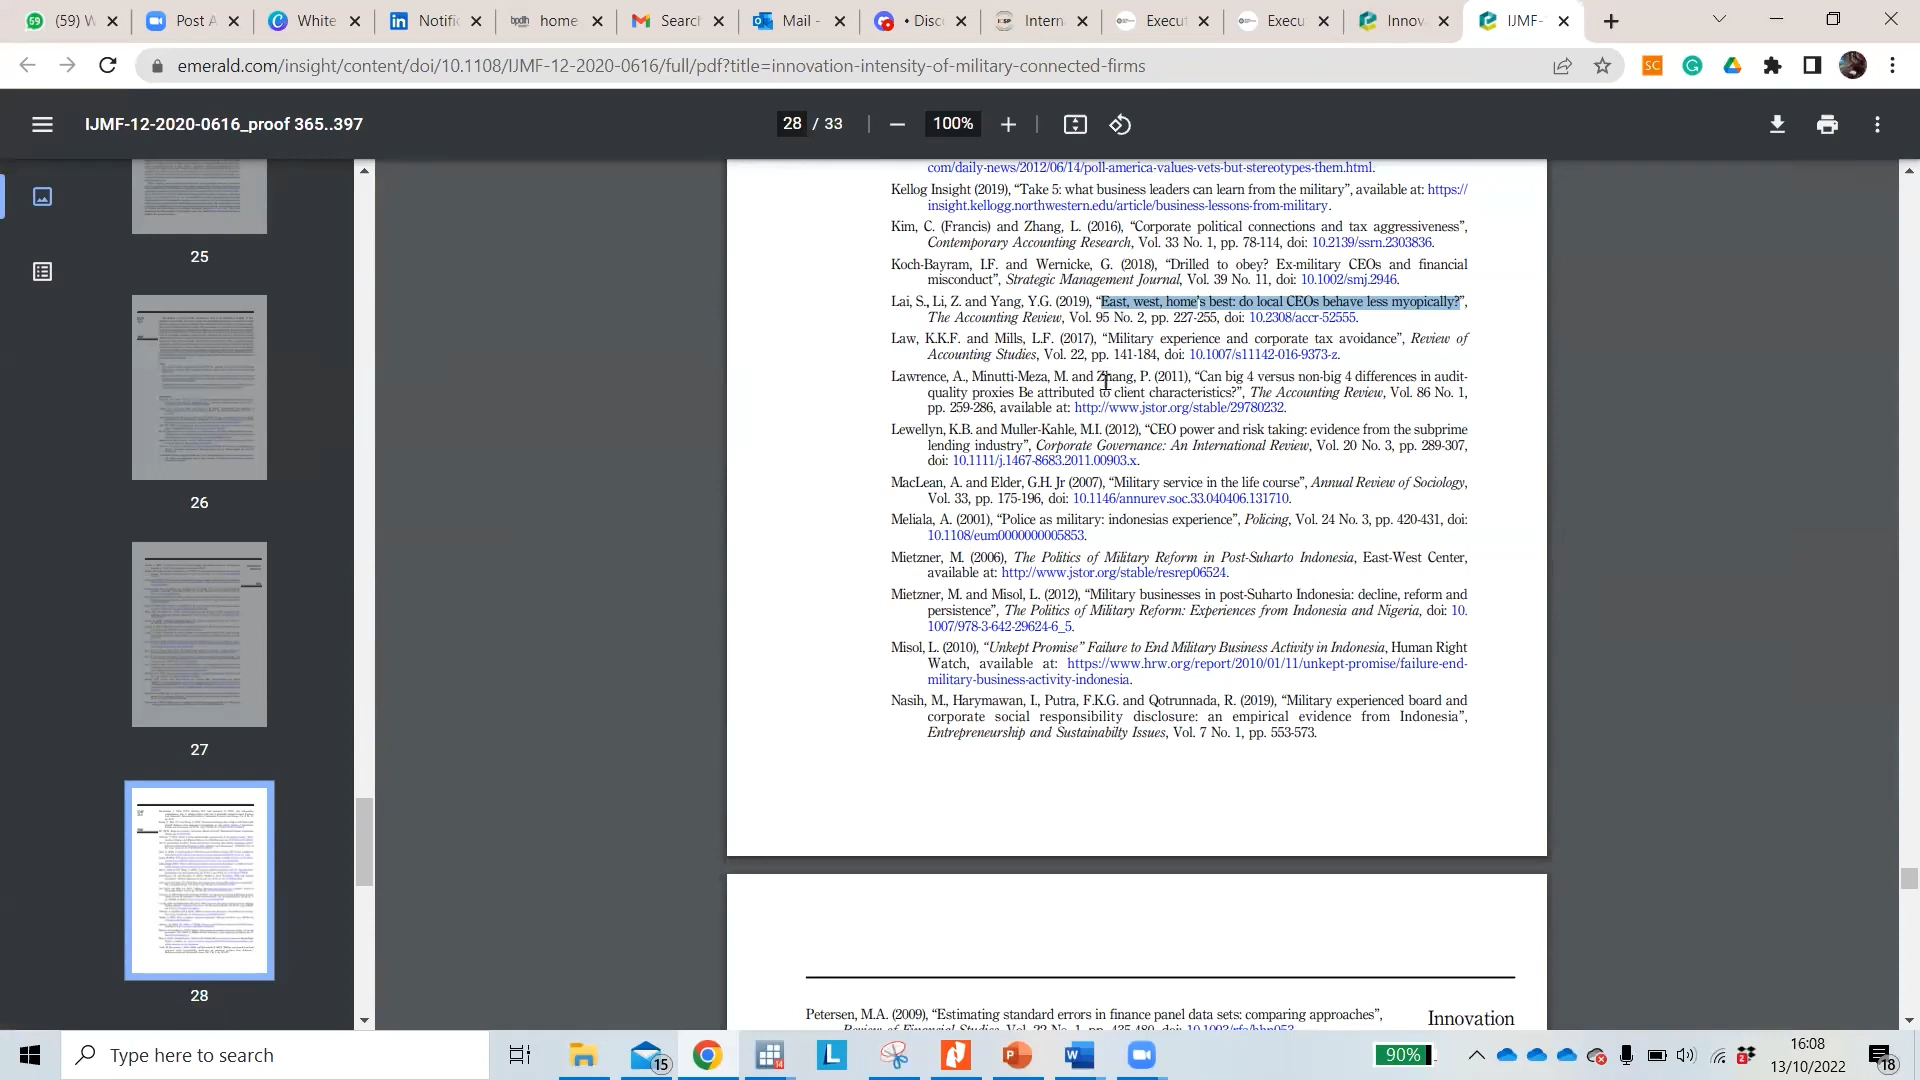 (59) W
Post A
White
Notific
bpdh home
Search
Mail -
• Disc
ICSP Intern
Execut
Execu
Innov
IJMF-
emerald.com/insight/content/doi/10.1108/IJMF-12-2020-0616/full/pdf?title=innovation-intensity-of-military-connected-firms
SC
IJMF-12-2020-0616_proof 365..397
28 / 33
100%
25
26
27
28
com/daily-news/2012/06/14/poll-america-values-vets-but-stereotypes-them.html.
Kellog Insight (2019), “Take 5: what business leaders can learn from the military”, available at: https://
insight.kellogg.northwestern.edu/article/business-lessons-from-military.
Kim, C. (Francis) and Zhang, L. (2016), “Corporate political connections and tax aggressiveness”,
Contemporary Accounting Research, Vol. 33 No. 1, pp. 78-114, doi: 10.2139/ssrn.2303836.
Koch-Bayram, I.F. and Wernicke, G. (2018), “Drilled to obey? Ex-military CEOs and financial
misconduct”, Strategic Management Journal, Vol. 39 No. 11, doi: 10.1002/smj.2946.
Lai, S., Li, Z. and Yang, Y.G. (2019), “East, west, home’s best: do local CEOs behave less myopically?”,
The Accounting Review, Vol. 95 No. 2, pp. 227-255, doi: 10.2308/accr-52555.
Law, K.K.F. and Mills, L.F. (2017), “Military experience and corporate tax avoidance”, Review of
Accounting Studies, Vol. 22, pp. 141-184, doi: 10.1007/s11142-016-9373-z.
Lawrence, A., Minutti-Meza, M. and Zhang, P. (2011), “Can big 4 versus non-big 4 differences in audit-
quality proxies Be attributed to client characteristics?”, The Accounting Review, Vol. 86 No. 1,
pp. 259-286, available at: http://www.jstor.org/stable/29780232.
Lewellyn, K.B. and Muller-Kahle, M.I. (2012), “CEO power and risk taking: evidence from the subprime
lending industry”, Corporate Governance: An International Review, Vol. 20 No. 3, pp. 289-307,
doi: 10.1111/j.1467-8683.2011.00903.x.
MacLean, A. and Elder, G.H. Jr (2007), “Military service in the life course”, Annual Review of Sociology,
Vol. 33, pp. 175-196, doi: 10.1146/annurev.soc.33.040406.131710.
Meliala, A. (2001), “Police as military: indonesias experience”, Policing, Vol. 24 No. 3, pp. 420-431, doi:
10.1108/eum0000000005853.
Mietzner, M. (2006), The Politics of Military Reform in Post-Suharto Indonesia, East-West Center,
available at: http://www.jstor.org/stable/resrep06524.
Mietzner, M. and Misol, L. (2012), “Military businesses in post-Suharto Indonesia: decline, reform and
persistence”, The Politics of Military Reform: Experiences from Indonesia and Nigeria, doi: 10.
1007/978-3-642-29624-6_5.
Misol, L. (2010), “Unkept Promise” Failure to End Military Business Activity in Indonesia, Human Right
Watch, available at: https://www.hrw.org/report/2010/01/11/unkept-promise/failure-end-
military-business-activity-indonesia.
Nasih, M., Harymawan, I., Putra, F.K.G. and Qotrunnada, R. (2019), “Military experienced board and
corporate social responsibility disclosure: an empirical evidence from Indonesia”,
Entrepreneurship and Sustainabilty Issues, Vol. 7 No. 1, pp. 553-573.
Petersen, M.A. (2009), “Estimating standard errors in finance panel data sets: comparing approaches”,
Review of Financial Studies, Vol. 22 No. 1, pp. 435-480, doi: 10.1093/rfs/hhn053.
Innovation
Type here to search
15
90%
16:08
13/10/2022
18